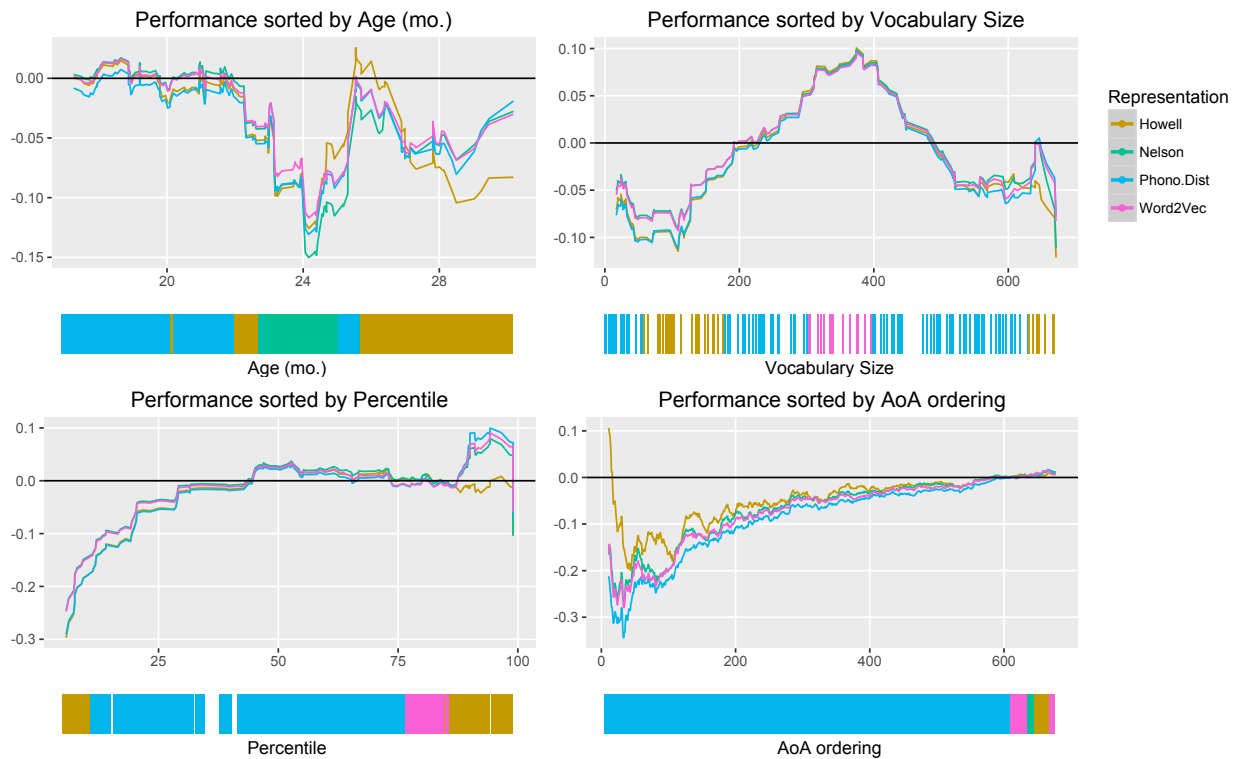 Performance sorted by Age (mo.)
0.00
-0.05
-0.10
-0.15
20
24
28
Age (mo.)
Performance sorted by Vocabulary Size
0.10
0.05
0.00
-0.05
-0.10
0
200
400
600
Vocabulary Size
Representation
Howell
Nelson
Phono.Dist
Word2Vec
Performance sorted by Percentile
0.1
0.0
-0.1
-0.2
-0.3
25
50
75
100
Percentile
Performance sorted by AoA ordering
0.1
0.0
-0.1
-0.2
-0.3
0
200
400
600
AoA ordering